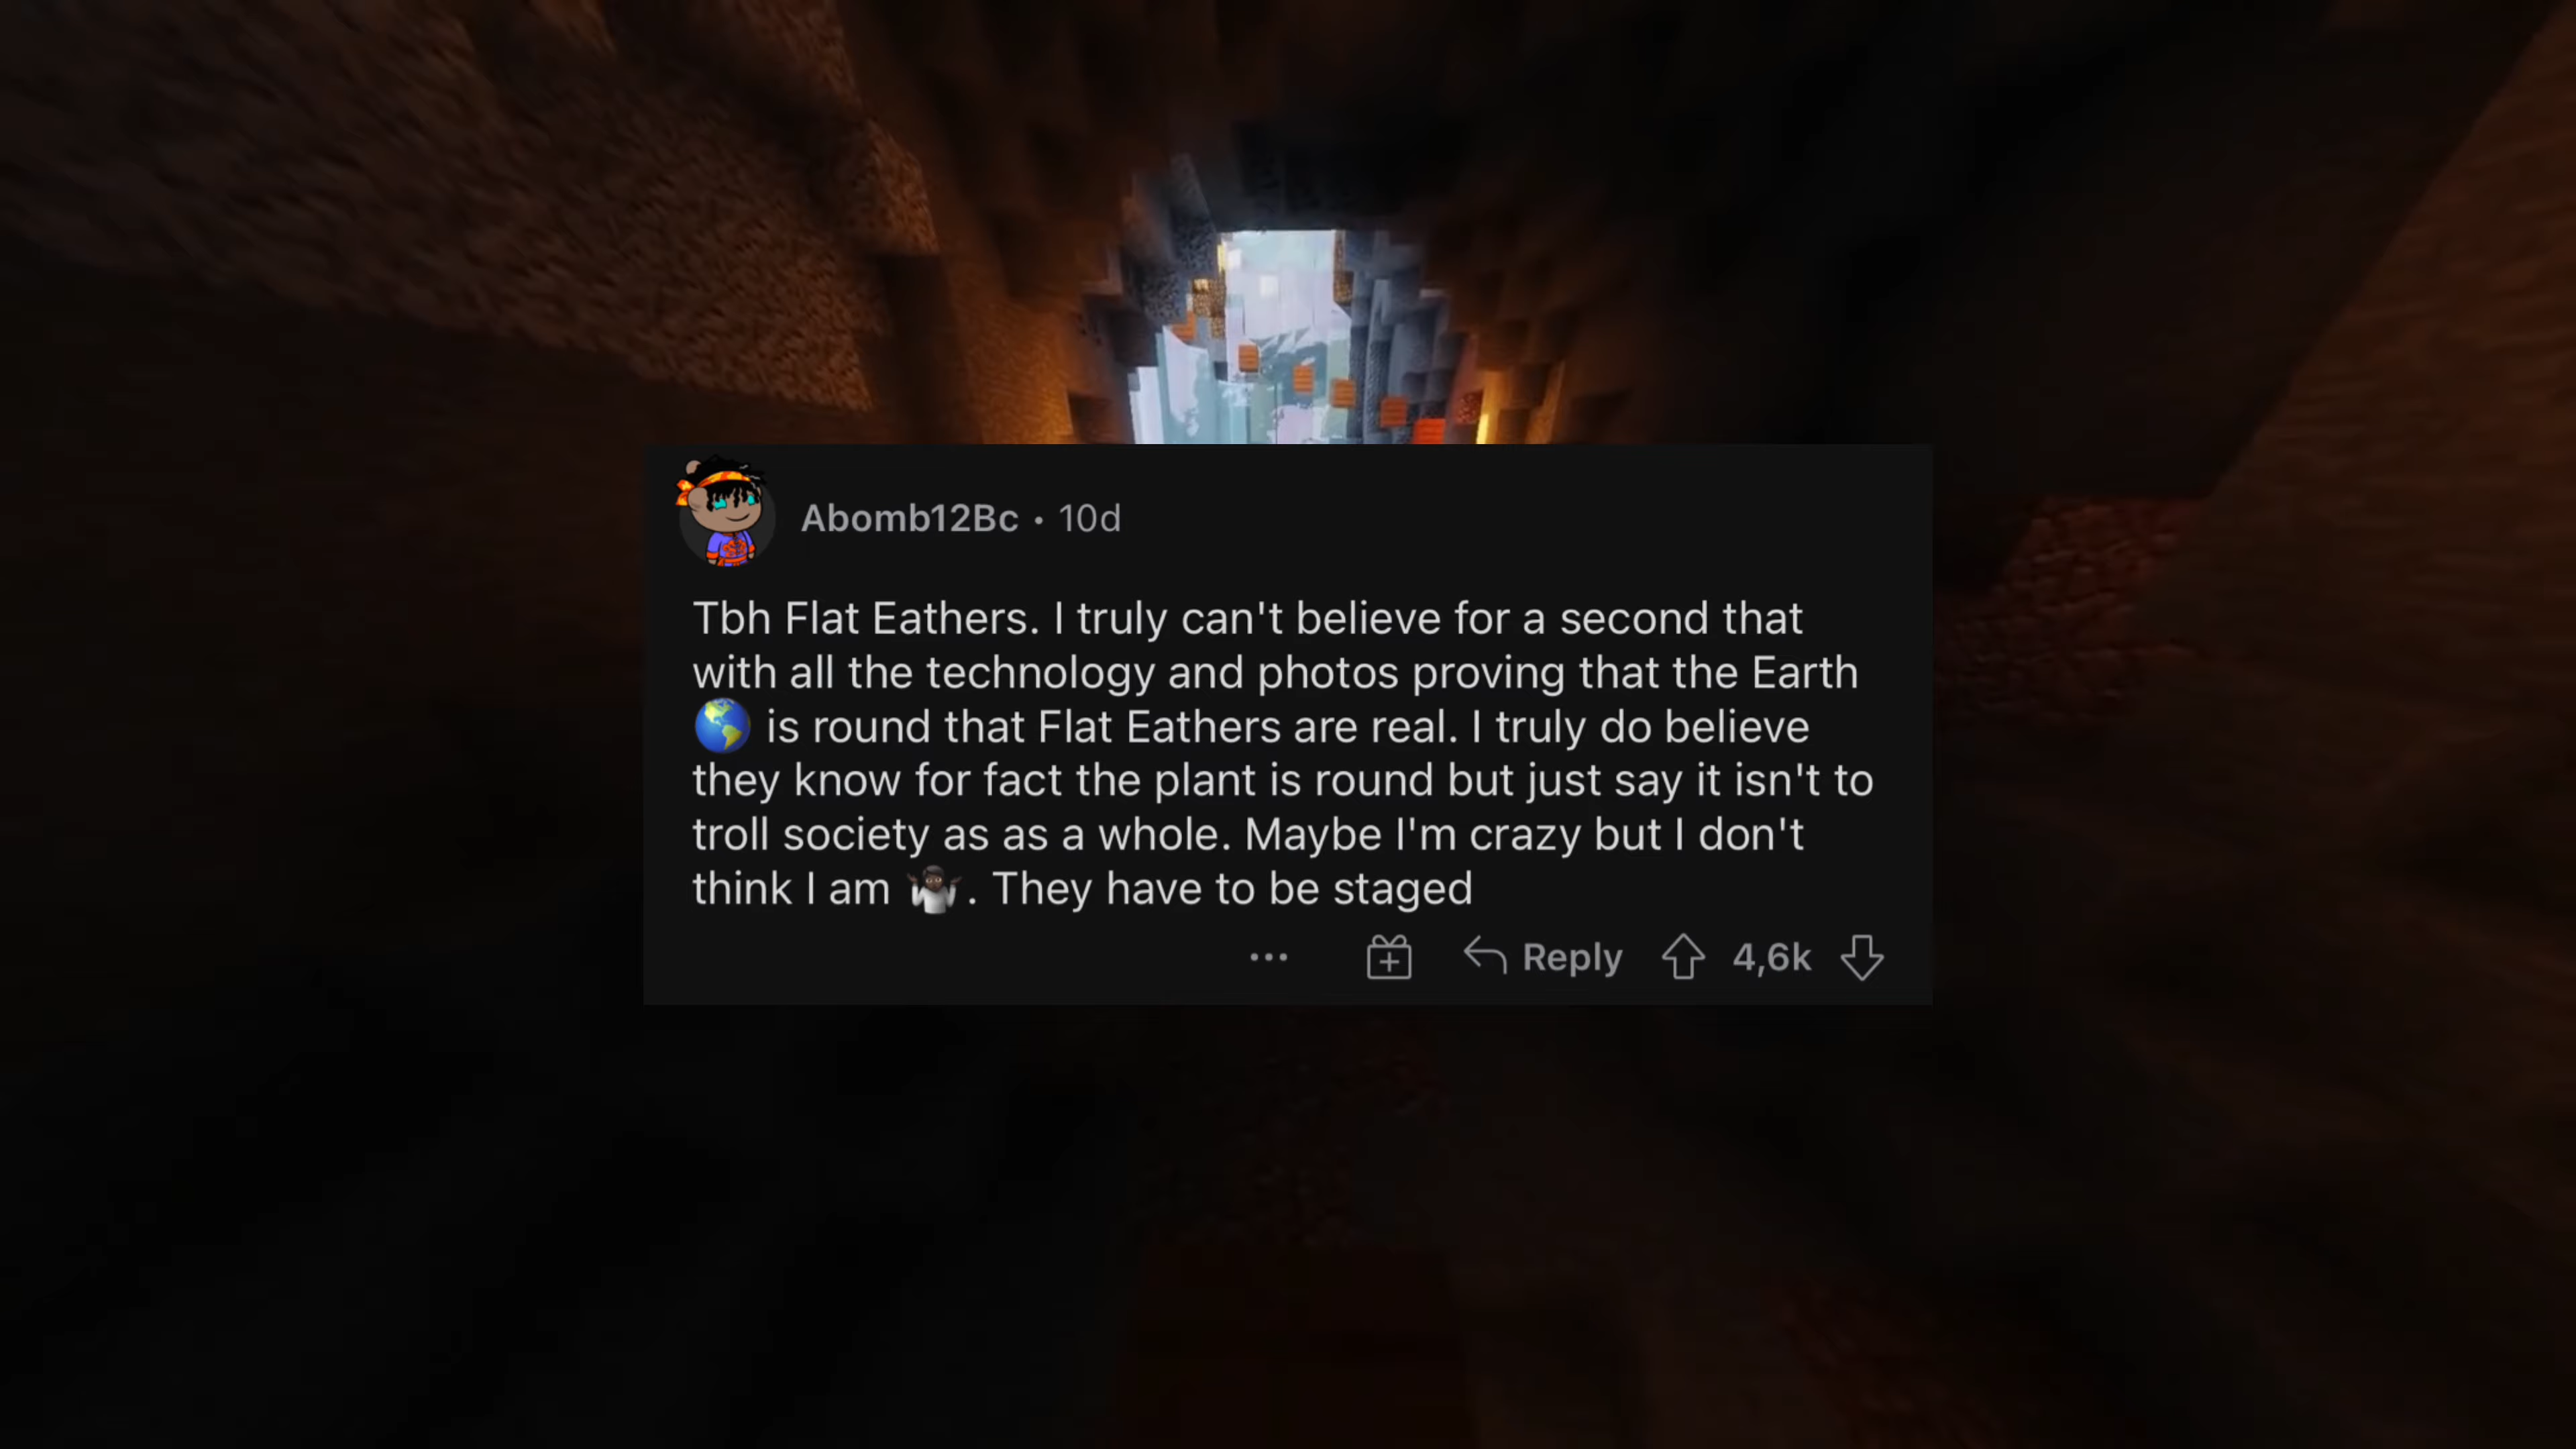 Abomb12Bc • 10d
Tbh Flat Eathers. I truly can't believe for a second that
with all the technology and photos proving that the Earth
🌎 is round that Flat Eathers are real. I truly do believe
they know for fact the plant is round but just say it isn't to
troll society as as a whole. Maybe I'm crazy but I don't
think I am 🤷🏿. They have to be staged
... Reply 4,6k